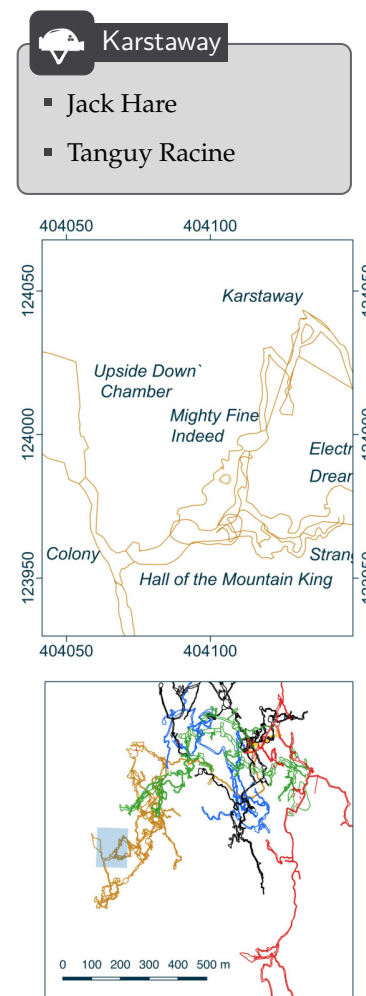 Karstaway
▪ Jack Hare
▪ Tanguy Racine
404050 404100
124050
Karstaway
Upside Down`
Chamber
Mighty Fine
Indeed
124000
Electr
Drear
Colony
Strang
Hall of the Mountain King
123950
404050 404100
0 100 200 300 400 500 m